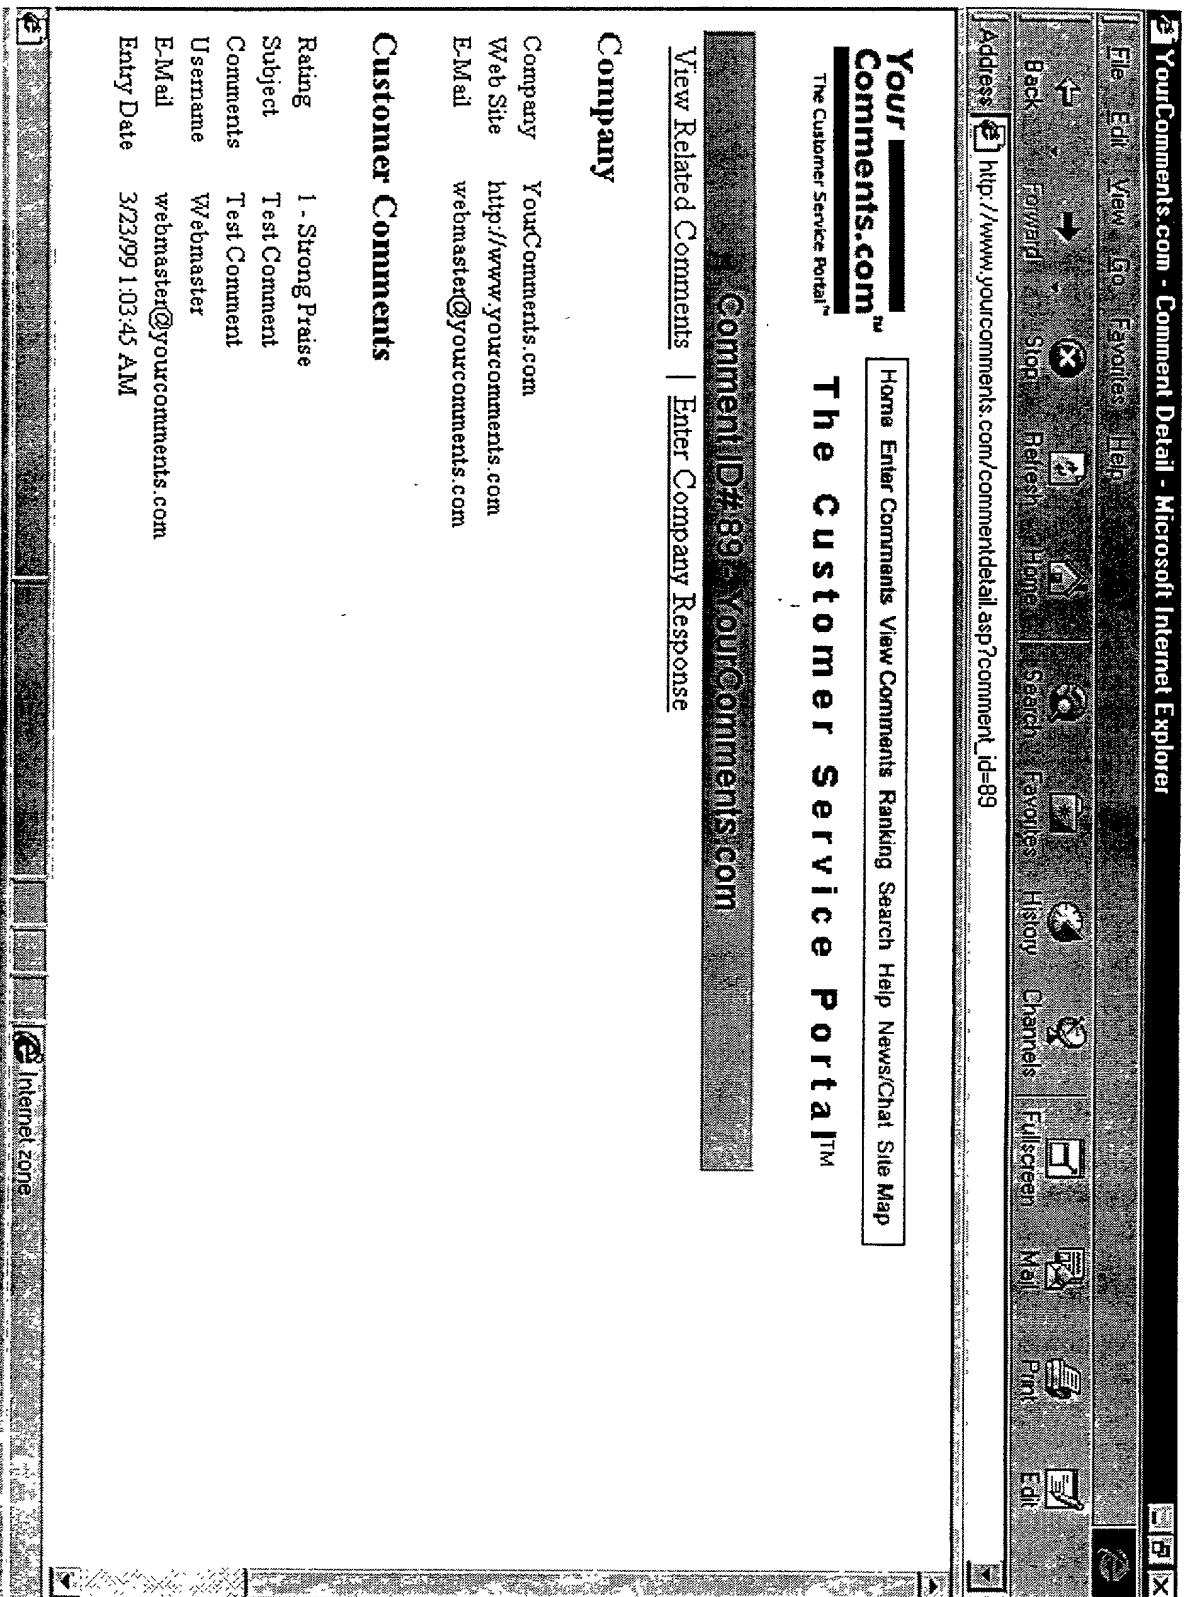 YourComments.com - Comment Detail - Microsoft Internet Explorer
File Edit View Go Favorites Help
Back Forward Stop Refresh Home Search Favorites History Channels Fullscreen Mail Print Edit
Address http://www.yourcomments.com/commentdetail.asp?comment_id=89
Your Comments.com™
The Customer Service Portal™
Home Enter Comments View Comments Ranking Search Help News/Chat Site Map
The Customer Service Portal™
Comment ID# 89 - YourComments.com
View Related Comments | Enter Company Response
Company
Company YourComments.com
Web Site http://www.yourcomments.com
E-Mail webmaster@yourcomments.com
Customer Comments
Rating 1 - Strong Praise
Subject Test Comment
Comments Test Comment
Username Webmaster
E-Mail webmaster@yourcomments.com
Entry Date 3/23/99 1:03:45 AM
Internet zone